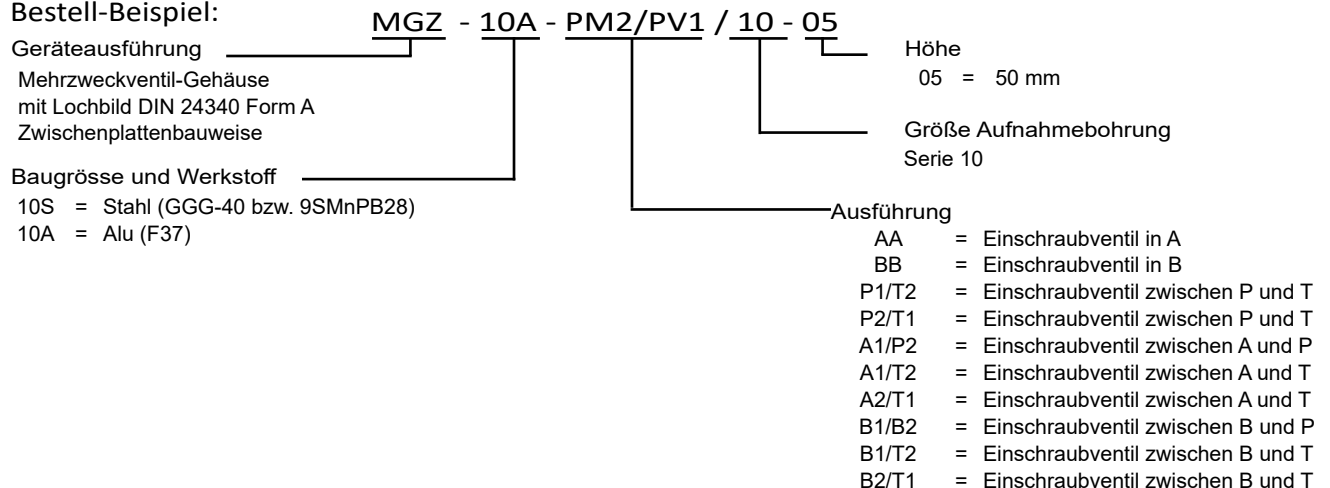 Bestell-Beispiel:
MGZ - 10A - PM2/PV1 / 10 - 05
Geräteausführung
Mehrzweckventil-Gehäuse
mit Lochbild DIN 24340 Form A
Zwischenplattenbauweise
Baugrösse und Werkstoff
10S = Stahl (GGG-40 bzw. 9SMnPB28)
10A = Alu (F37)
Höhe
05 = 50 mm
Größe Aufnahmebohrung
Serie 10
Ausführung
AA = Einschraubventil in A
BB = Einschraubventil in B
P1/T2 = Einschraubventil zwischen P und T
P2/T1 = Einschraubventil zwischen P und T
A1/P2 = Einschraubventil zwischen A und P
A1/T2 = Einschraubventil zwischen A und T
A2/T1 = Einschraubventil zwischen A und T
B1/B2 = Einschraubventil zwischen B und P
B1/T2 = Einschraubventil zwischen B und T
B2/T1 = Einschraubventil zwischen B und T